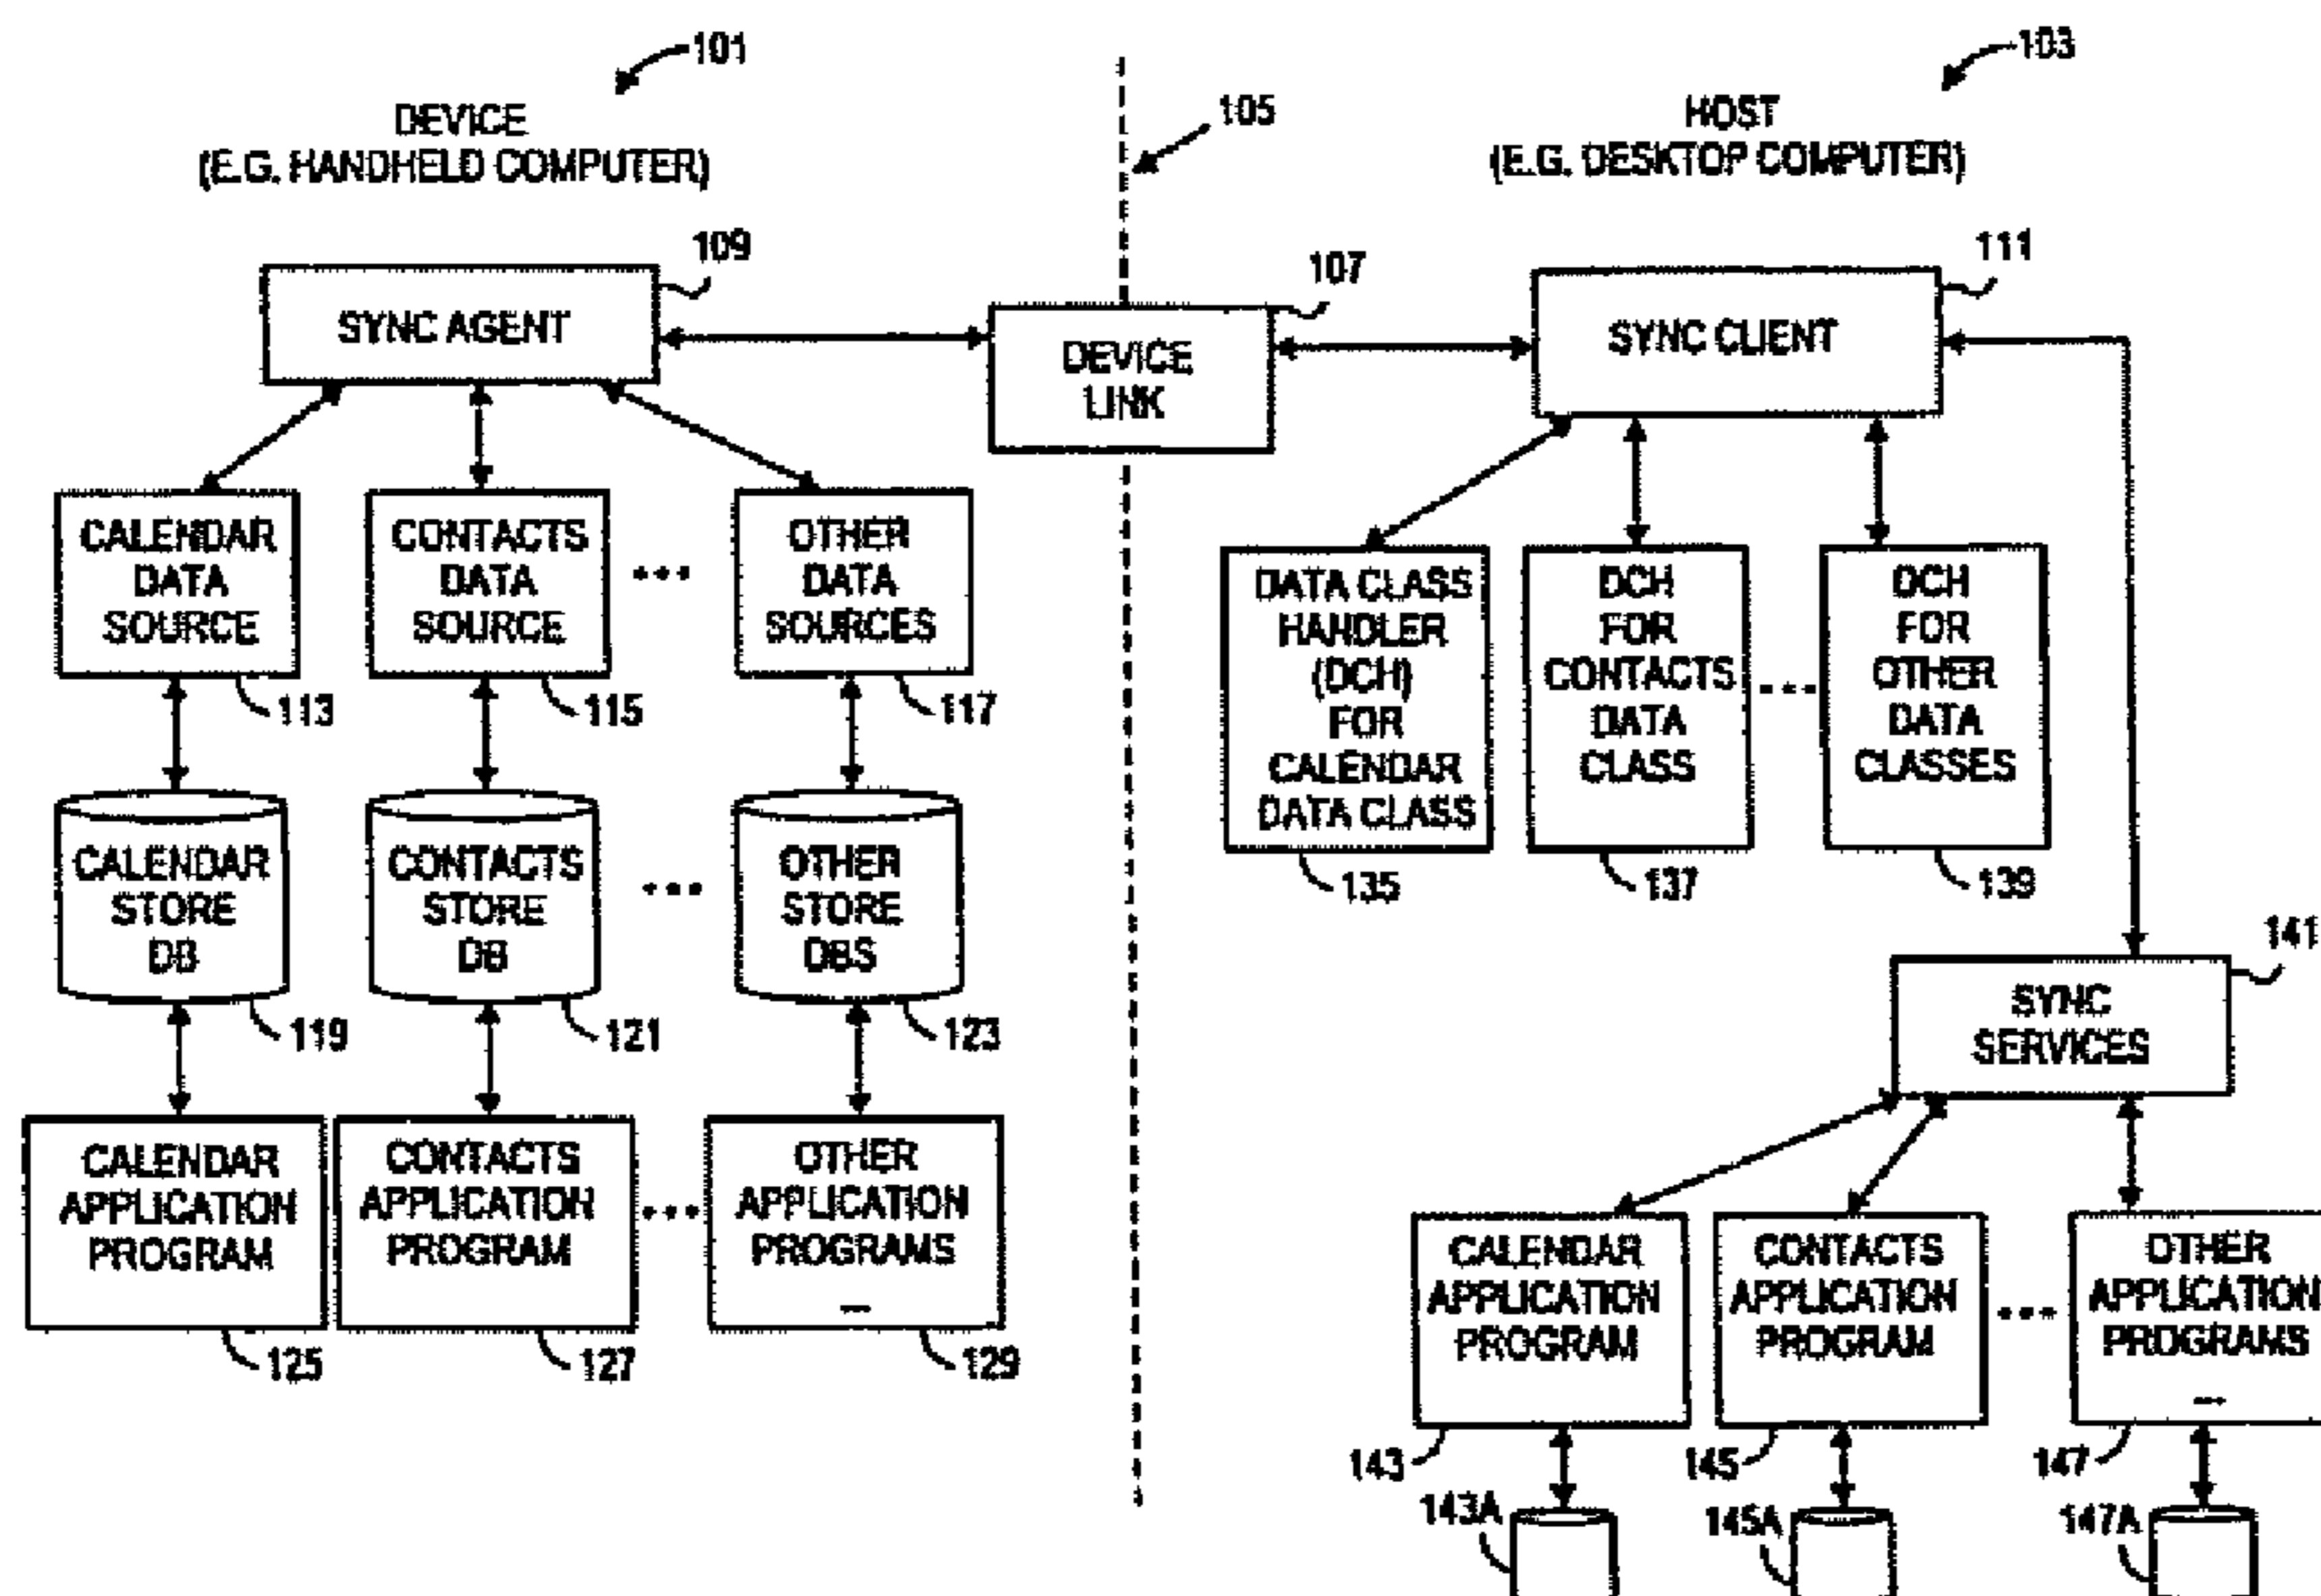 101
DEVICE
(E.G. HANDHELD COMPUTER)
105
103
HOST
(E.G. DESKTOP COMPUTER)
109
SYNC AGENT
107
DEVICE
LINK
111
SYNC CLIENT
CALENDAR
DATA
SOURCE
113
CONTACTS
DATA
SOURCE
115
...
OTHER
DATA
SOURCES
117
DATA CLASS
HANDLER
(DCH)
FOR
CALENDAR
DATA CLASS
135
DCH
FOR
CONTACTS
DATA
CLASS
137
...
DCH
FOR
OTHER
DATA
CLASSES
139
CALENDAR
STORE
DB
119
CONTACTS
STORE
DB
121
...
OTHER
STORE
DBS
123
141
SYNC
SERVICES
CALENDAR
APPLICATION
PROGRAM
125
CONTACTS
APPLICATION
PROGRAM
127
...
OTHER
APPLICATION
PROGRAMS
...
129
CALENDAR
APPLICATION
PROGRAM
143
CONTACTS
APPLICATION
PROGRAM
145
...
OTHER
APPLICATION
PROGRAMS
...
147
143A
145A
147A